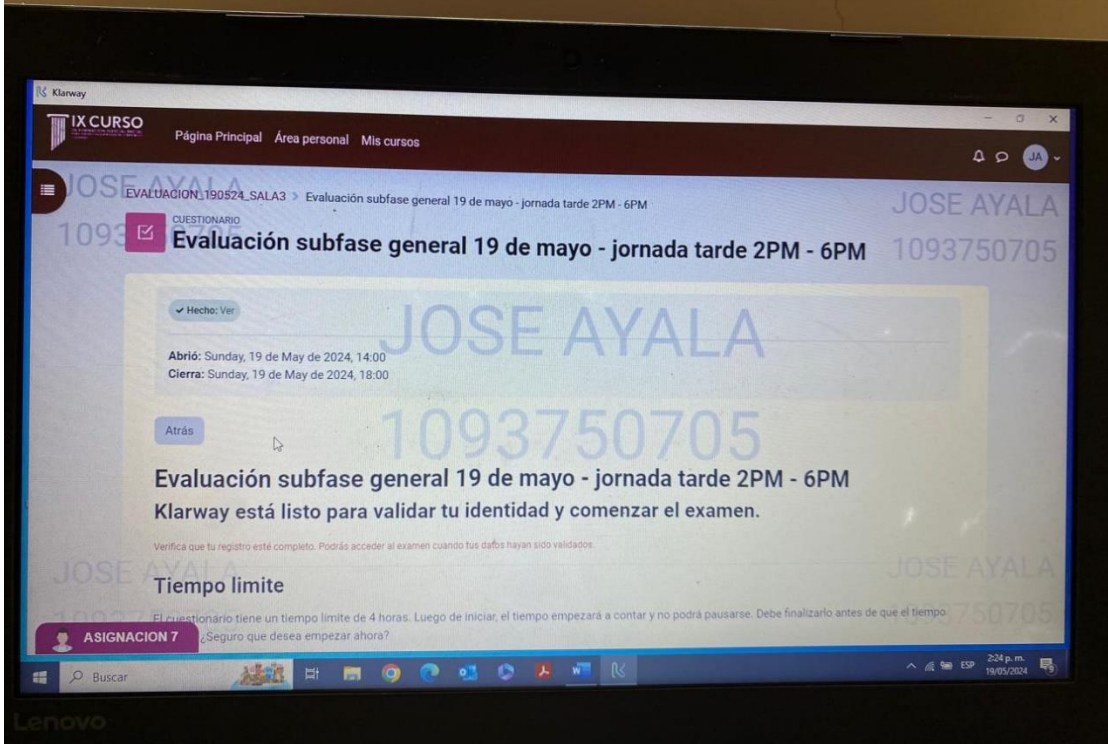 Klarway
IX CURSO
Página Principal Área personal Mis cursos
JA
EVALUACION_190524_SALA3 > Evaluación subfase general 19 de mayo - jornada tarde 2PM - 6PM
CUESTIONARIO
Evaluación subfase general 19 de mayo - jornada tarde 2PM - 6PM
JOSE AYALA
1093750705
Hecho: Ver
JOSE AYALA
Abrió: Sunday, 19 de May de 2024, 14:00
Cierra: Sunday, 19 de May de 2024, 18:00
Atrás
1093750705
Evaluación subfase general 19 de mayo - jornada tarde 2PM - 6PM
Klarway está listo para validar tu identidad y comenzar el examen.
Verifica que tu registro esté completo. Podrás acceder al examen cuando tus datos hayan sido validados.
JOSE AYALA
JOSE AYALA
Tiempo limite
El cuestionario tiene un tiempo límite de 4 horas. Luego de iniciar, el tiempo empezará a contar y no podrá pausarse. Debe finalizarlo antes de que el tiempo
ASIGNACION 7
¿Seguro que desea empezar ahora?
Buscar
ESP
2:24 p. m.
19/05/2024
Lenovo